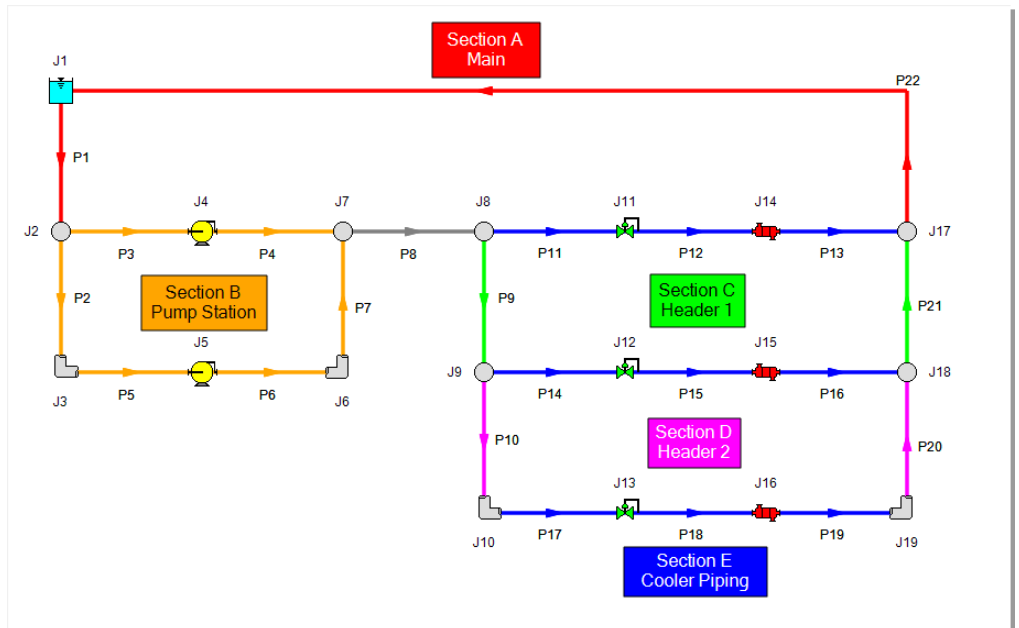 Section A
Main
J1
P22
P1
J4
J7
J8
J11
J14
J2
J17
P3
P4
P8
P11
P12
P13
Section B
Pump Station
Section C
Header 1
P2
P7
P9
P21
J5
J12
J15
J9
J18
J3
P5
P6
J6
P14
P15
P16
Section D
Header 2
P10
P20
J13
J16
J10
P17
P18
P19
J19
Section E
Cooler Piping